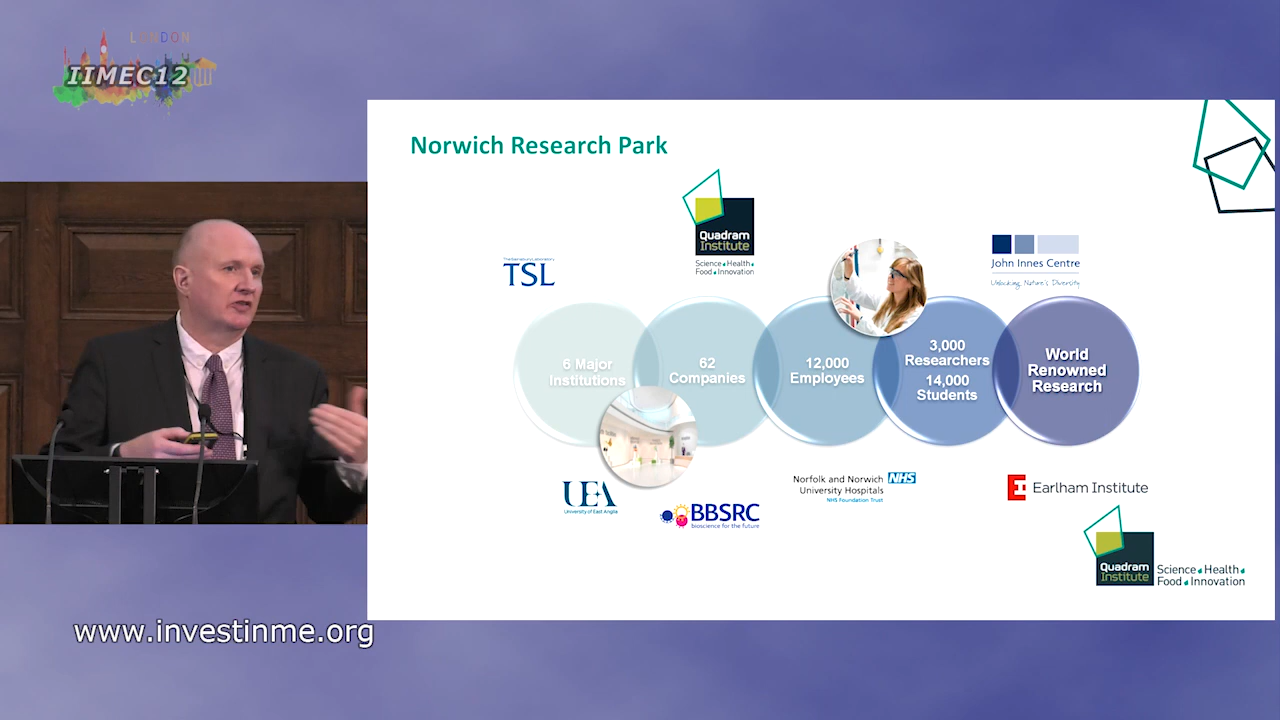 LONDON
IIMEC12
Norwich Research Park
Quadram
Institute
Science Health
Food Innovation
The Sainsbury Laboratory
TSL
John Innes Centre
Unlocking Nature's Diversity
6 Major
Institutions
62
Companies
12,000
Employees
3,000
Researchers
14,000
Students
World
Renowned
Research
UEA
University of East Anglia
BBSRC
bioscience for the future
Norfolk and Norwich
University Hospitals
NHS
NHS Foundation Trust
Earlham Institute
Quadram
Institute
Science Health
Food Innovation
www.investinme.org